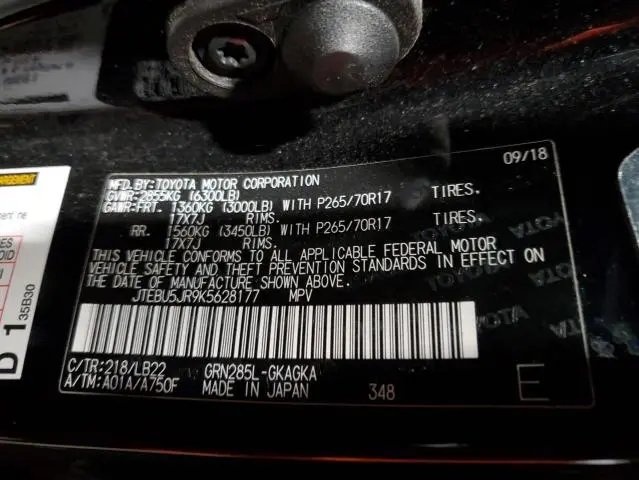 09/18
MFD.BY:TOYOTA MOTOR CORPORATION
GVWR:2855KG (6300LB)
GAWR:FRT. 1360KG (3000LB) WITH P265/70R17 TIRES.
17X7J RIMS.
RR. 1560KG (3450LB) WITH P265/70R17 TIRES.
17X7J RIMS.
THIS VEHICLE CONFORMS TO ALL APPLICABLE FEDERAL MOTOR
VEHICLE SAFETY AND THEFT PREVENTION STANDARDS IN EFFECT ON
THE DATE OF MANUFACTURE SHOWN ABOVE.
JTEBU5JR9K5628177 MPV
C/TR:218/LB22 GRN285L-GKAGKA
A/TM:A01A/A750F MADE IN JAPAN 348
E
TOYOTA
35B30
D 1